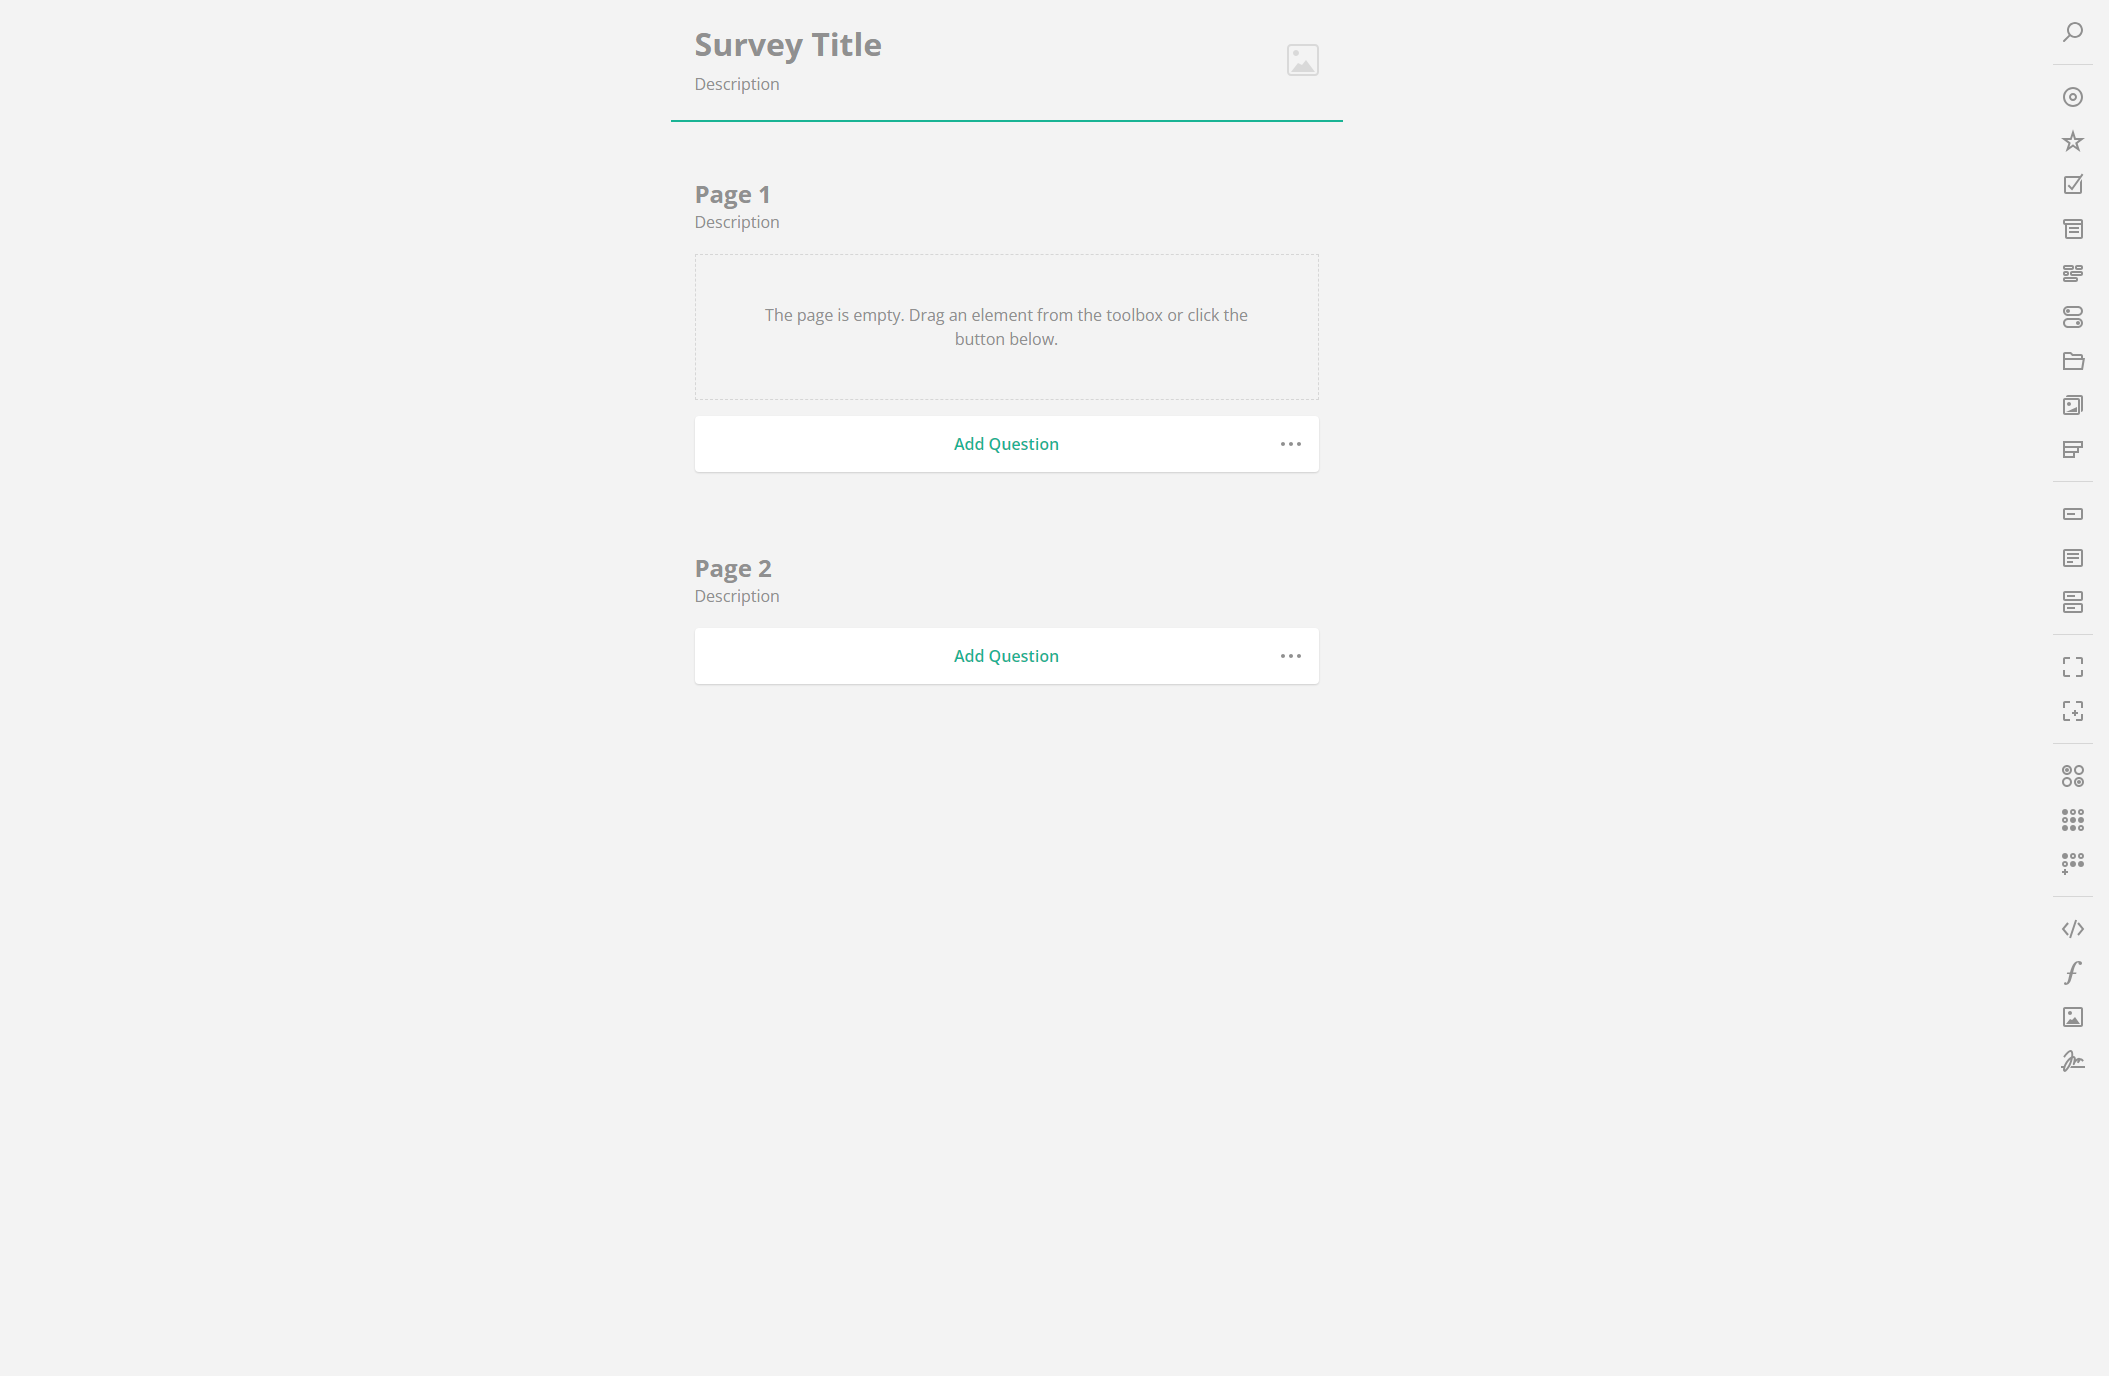 Survey Title
Description
Page 1
Description
The page is empty. Drag an element from the toolbox or click the
button below.
Add Question
Page 2
Description
Add Question